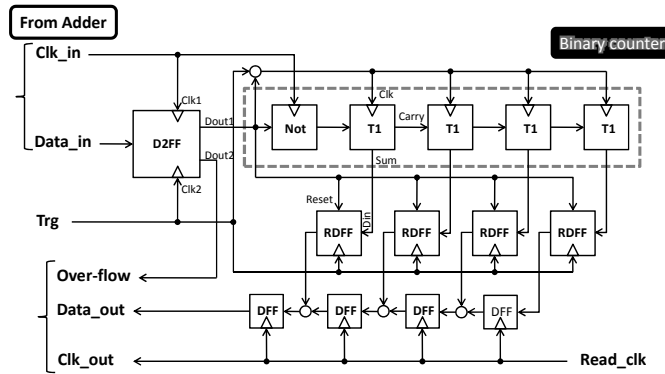 From Adder
Binary counter
Clk_in
Clk
Clk1
Dout1
Not
T1
Carry
T1
T1
T1
Data_in
D2FF
Dout2
Sum
Clk2
Reset
Din
Trg
RDFF
RDFF
RDFF
RDFF
Over-flow
Data_out
DFF
DFF
DFF
DFF
Clk_out
Read_clk